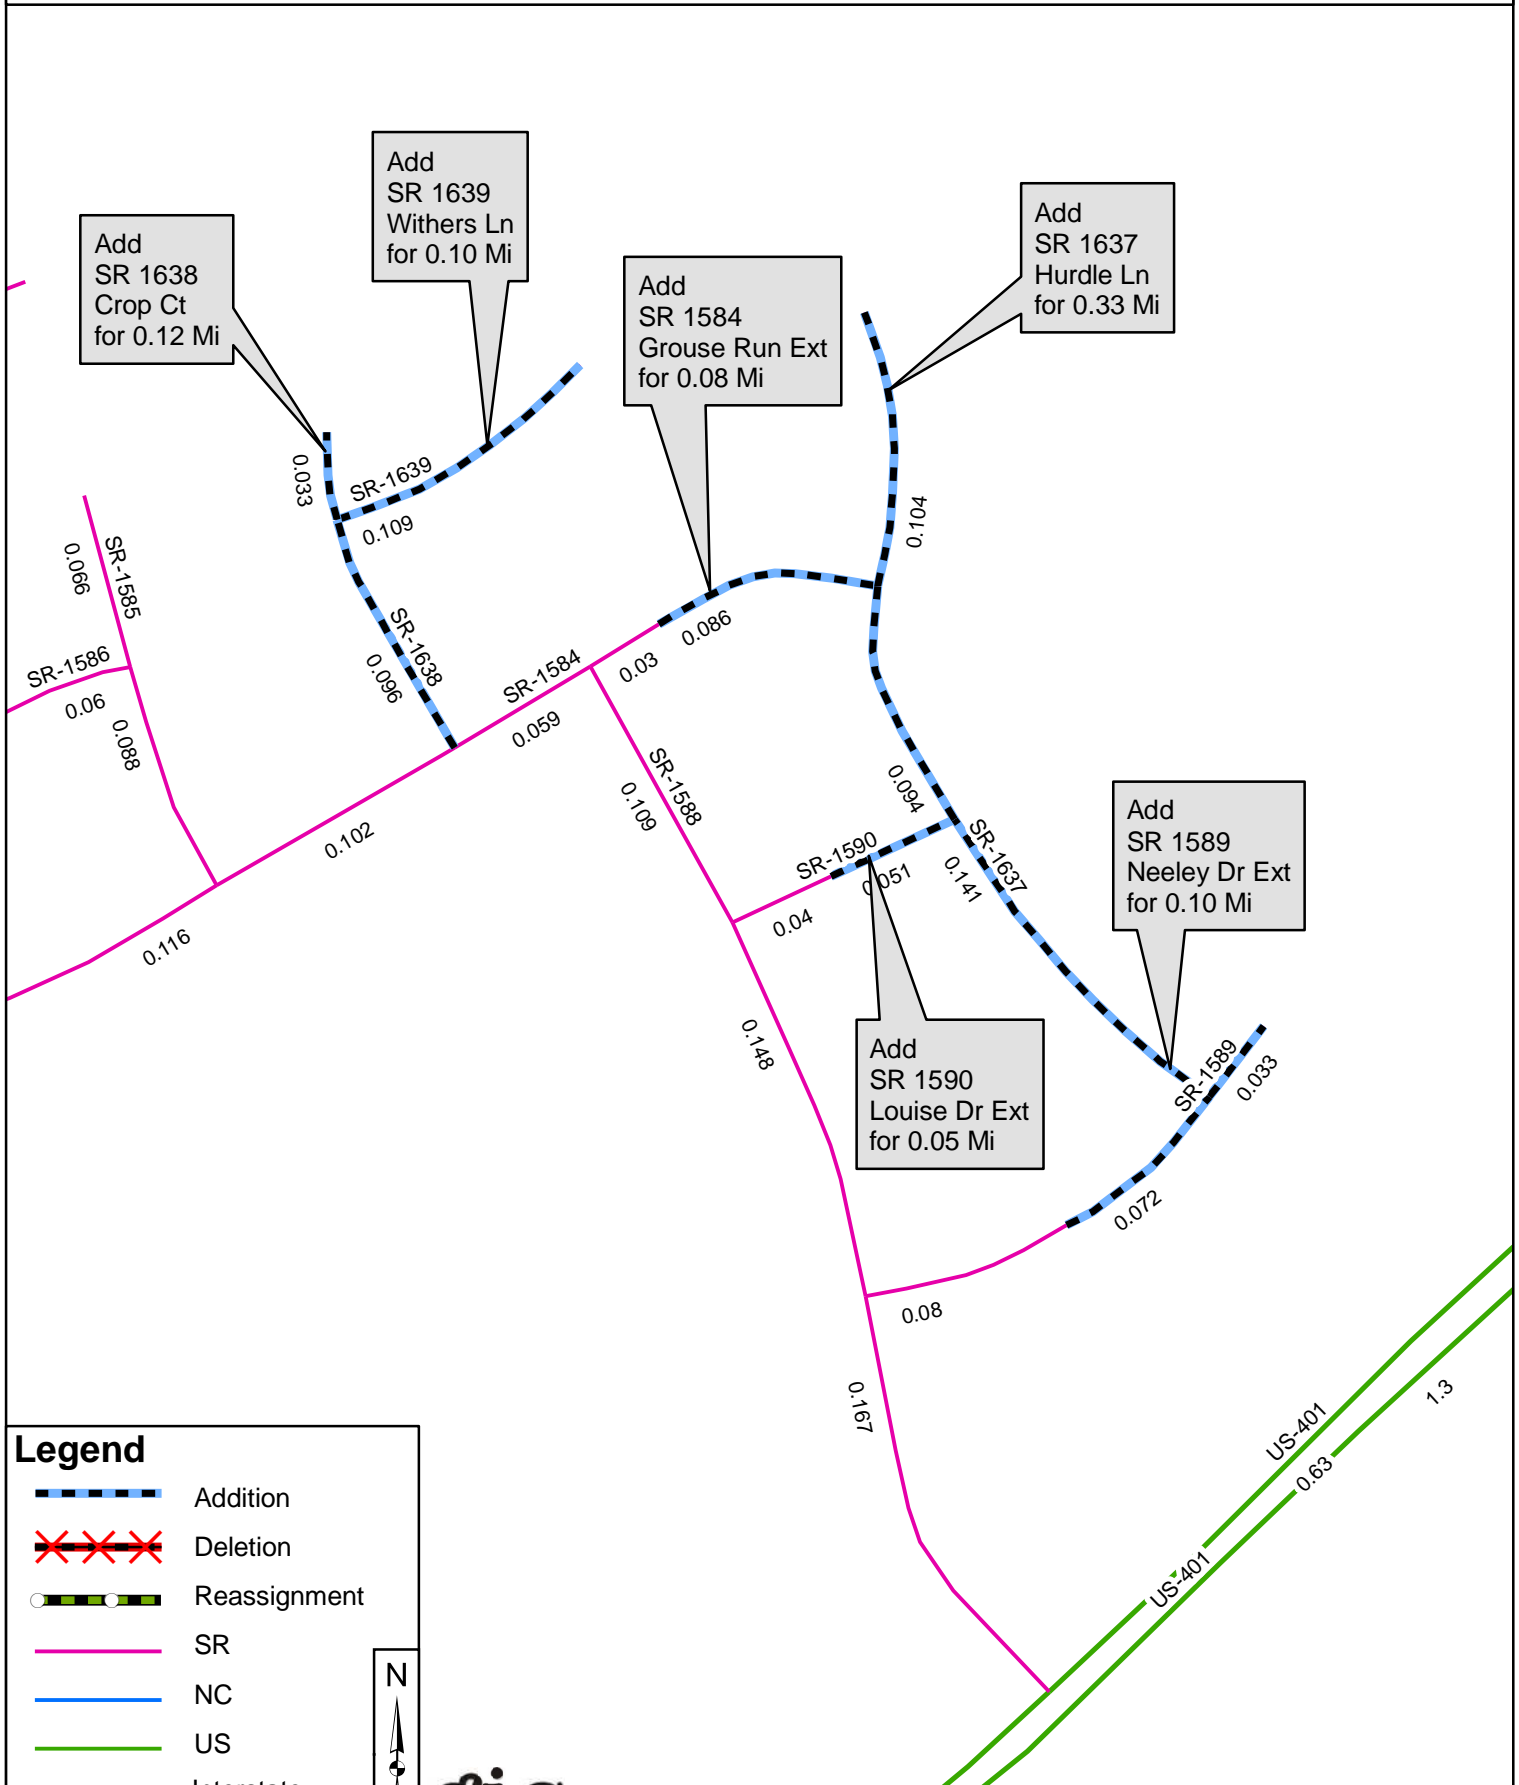 Add
SR 1639
Withers Ln
for 0.10 Mi
Add
SR 1637
Hurdle Ln
for 0.33 Mi
Add
SR 1638
Crop Ct
for 0.12 Mi
Add
SR 1584
Grouse Run Ext
for 0.08 Mi
0.033
SR-1639
0.109
0.104
SR-1585
0.066
SR-1586
0.06
0.088
SR-1638
0.096
0.086
SR-1584
0.03
0.059
SR-1588
0.109
0.102
0.094
SR-1590
0.051
SR-1637
0.141
Add
SR 1589
Neeley Dr Ext
for 0.10 Mi
0.04
0.116
0.148
Add
SR 1590
Louise Dr Ext
for 0.05 Mi
SR-1589
0.033
0.072
0.08
0.167
1.3
US-401
0.63
US-401
Legend
Addition
Deletion
Reassignment
SR
NC
US
Interstate
N